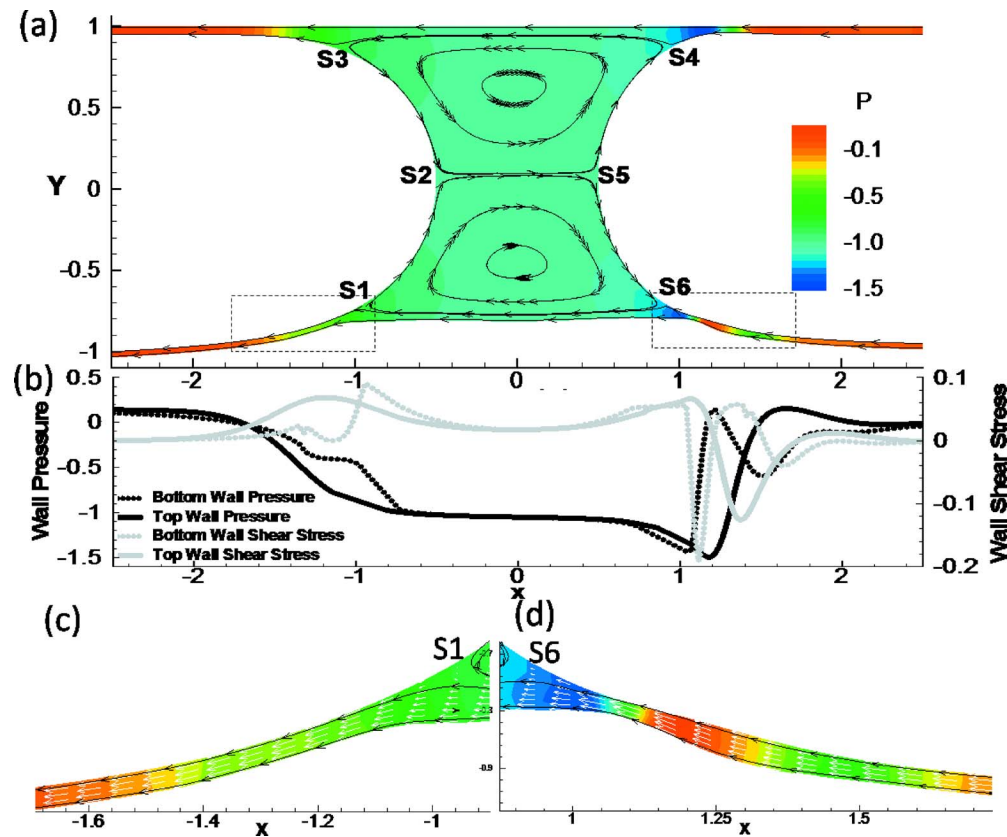 (a)
1
S3
S4
P
0.5
-0.1
S2
S5
-0.5
Y
0
-1.0
-0.5
S1
S6
-1.5
-1
-2
-1
0
1
2
(b)
0.5
0.1
0
0
-0.5
Bottom Wall Pressure
-0.1
-1
Top Wall Pressure
Bottom Wall Shear Stress
Top Wall Shear Stress
-1.5
-0.2
Wall Pressure
Wall Shear Stress
-2
-1
0
1
2
x
(c)
(d)
S1
S6
-0.9
-1.6
-1.4
-1.2
-1
1
1.25
1.5
x
x